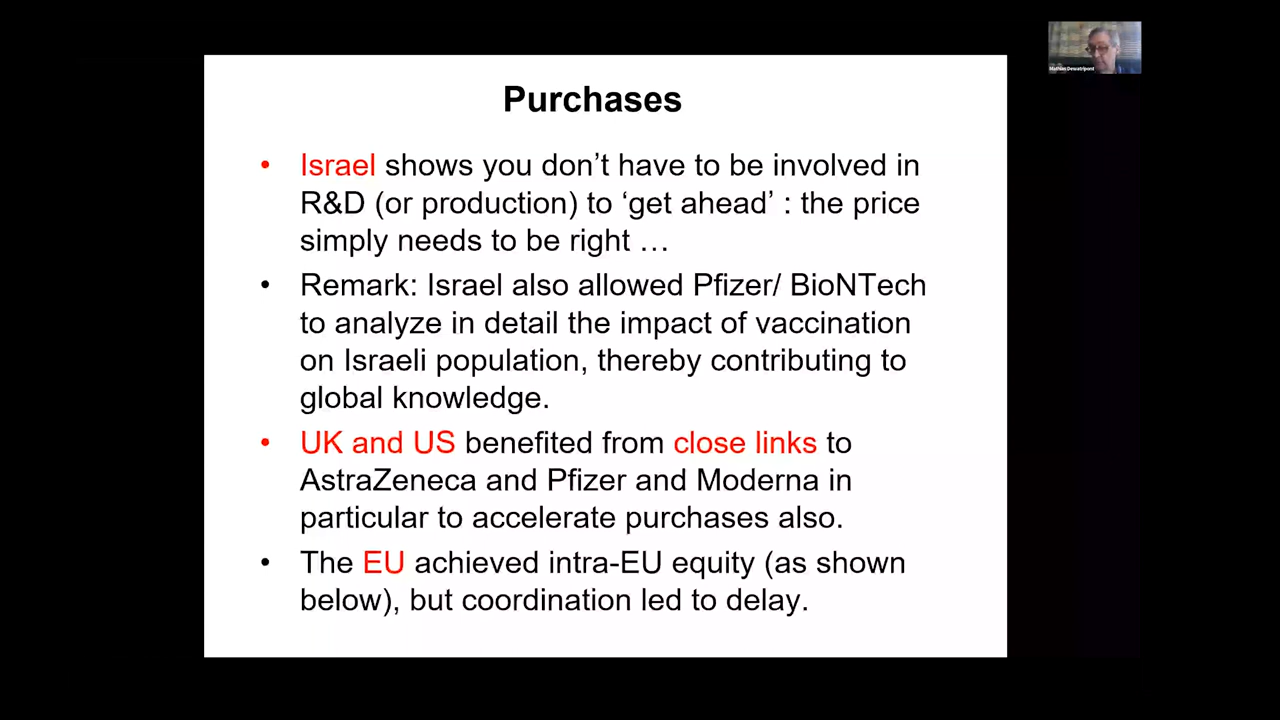 Purchases
• Israel shows you don't have to be involved in
R&D (or production) to ‘get ahead’ : the price
simply needs to be right …
• Remark: Israel also allowed Pfizer/ BioNTech
to analyze in detail the impact of vaccination
on Israeli population, thereby contributing to
global knowledge.
• UK and US benefited from close links to
AstraZeneca and Pfizer and Moderna in
particular to accelerate purchases also.
• The EU achieved intra-EU equity (as shown
below), but coordination led to delay.
Mathias Dewatripont